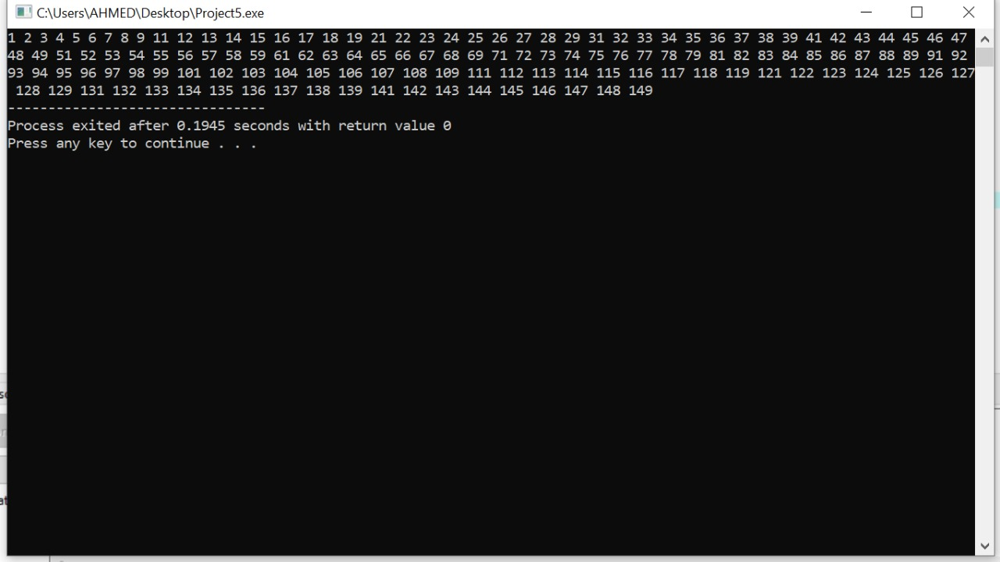 C:\Users\AHMED\Desktop\Project5.exe
1 2 3 4 5 6 7 8 9 11 12 13 14 15 16 17 18 19 21 22 23 24 25 26 27 28 29 31 32 33 34 35 36 37 38 39 41 42 43 44 45 46 47
48 49 51 52 53 54 55 56 57 58 59 61 62 63 64 65 66 67 68 69 71 72 73 74 75 76 77 78 79 81 82 83 84 85 86 87 88 89 91 92
93 94 95 96 97 98 99 101 102 103 104 105 106 107 108 109 111 112 113 114 115 116 117 118 119 121 122 123 124 125 126 127
128 129 131 132 133 134 135 136 137 138 139 141 142 143 144 145 146 147 148 149
--------------------------------
Process exited after 0.1945 seconds with return value 0
Press any key to continue . . .